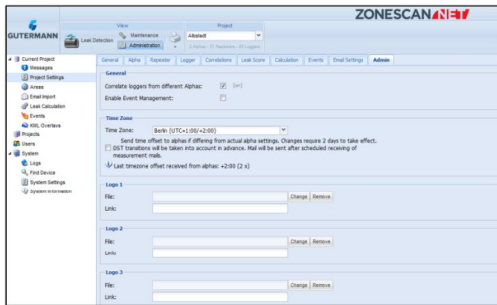 ZONESCAN NET
GUTERMANN
View
Project
Leak Detection
Maintenance
Administration
Altstadt
Current Project
Messages
Project Settings
Areas
Email Import
Leak Calculation
Events
KML Overlays
Projects
Users
System
Logs
Find Device
System Settings
System Information
General Alpha Repeater Logger Correlations Leak Score Calculation Events Email Settings Admin
General
Correlate loggers from different Alphas:
Enable Event Management:
Time Zone
Time Zone: Berlin (UTC+1:00/+2:00)
Send time offset to alphas if differing from actual alpha settings. Changes require 2 days to take effect.
DST transitions will be taken into account in advance. Mail will be sent after scheduled receiving of
measurement mails.
Last timezone offset received from alphas: +2:00 (2 x)
Logo 1
File: Change Remove
Link:
Logo 2
File: Change Remove
Link:
Logo 3
File: Change Remove
Link: